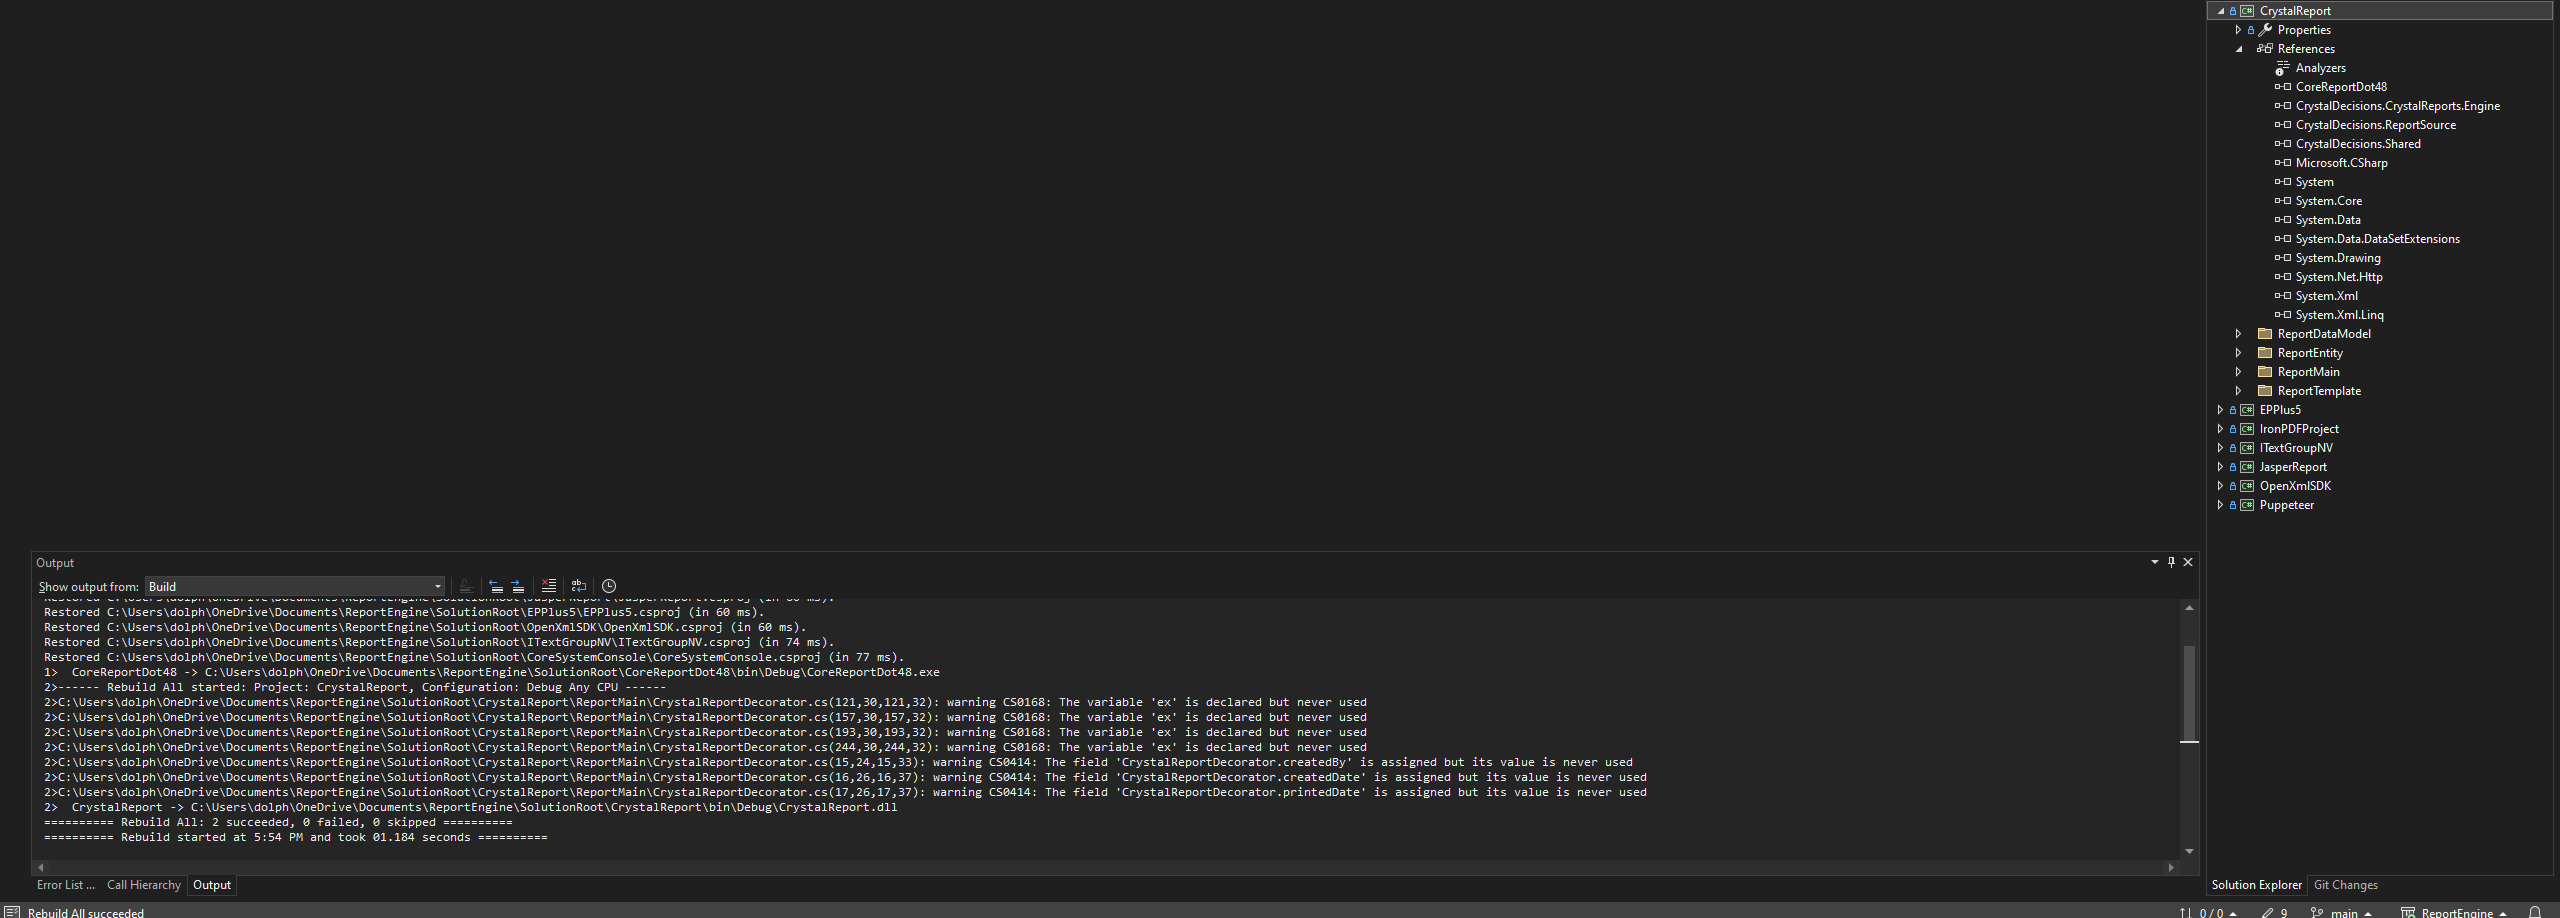 CrystalReport
Properties
References
Analyzers
CoreReportDot48
CrystalDecisions.CrystalReports.Engine
CrystalDecisions.ReportSource
CrystalDecisions.Shared
Microsoft.CSharp
System
System.Core
System.Data
System.Data.DataSetExtensions
System.Drawing
System.Net.Http
System.Xml
System.Xml.Linq
ReportDataModel
ReportEntity
ReportMain
ReportTemplate
EPPlus5
IronPDFProject
ITextGroupNV
JasperReport
OpenXmlSDK
Puppeteer
Output
Show output from: Build
Restored C:\Users\dolph\OneDrive\Documents\ReportEngine\SolutionRoot\JasperReport\JasperReport.csproj (in 60 ms).
Restored C:\Users\dolph\OneDrive\Documents\ReportEngine\SolutionRoot\EPPlus5\EPPlus5.csproj (in 60 ms).
Restored C:\Users\dolph\OneDrive\Documents\ReportEngine\SolutionRoot\OpenXmlSDK\OpenXmlSDK.csproj (in 60 ms).
Restored C:\Users\dolph\OneDrive\Documents\ReportEngine\SolutionRoot\ITextGroupNV\ITextGroupNV.csproj (in 74 ms).
Restored C:\Users\dolph\OneDrive\Documents\ReportEngine\SolutionRoot\CoreSystemConsole\CoreSystemConsole.csproj (in 77 ms).
1>  CoreReportDot48 -> C:\Users\dolph\OneDrive\Documents\ReportEngine\SolutionRoot\CoreReportDot48\bin\Debug\CoreReportDot48.exe
2>------ Rebuild All started: Project: CrystalReport, Configuration: Debug Any CPU ------
2>C:\Users\dolph\OneDrive\Documents\ReportEngine\SolutionRoot\CrystalReport\ReportMain\CrystalReportDecorator.cs(121,30,121,32): warning CS0168: The variable 'ex' is declared but never used
2>C:\Users\dolph\OneDrive\Documents\ReportEngine\SolutionRoot\CrystalReport\ReportMain\CrystalReportDecorator.cs(157,30,157,32): warning CS0168: The variable 'ex' is declared but never used
2>C:\Users\dolph\OneDrive\Documents\ReportEngine\SolutionRoot\CrystalReport\ReportMain\CrystalReportDecorator.cs(193,30,193,32): warning CS0168: The variable 'ex' is declared but never used
2>C:\Users\dolph\OneDrive\Documents\ReportEngine\SolutionRoot\CrystalReport\ReportMain\CrystalReportDecorator.cs(244,30,244,32): warning CS0168: The variable 'ex' is declared but never used
2>C:\Users\dolph\OneDrive\Documents\ReportEngine\SolutionRoot\CrystalReport\ReportMain\CrystalReportDecorator.cs(15,24,15,33): warning CS0414: The field 'CrystalReportDecorator.createdBy' is assigned but its value is never used
2>C:\Users\dolph\OneDrive\Documents\ReportEngine\SolutionRoot\CrystalReport\ReportMain\CrystalReportDecorator.cs(16,26,16,37): warning CS0414: The field 'CrystalReportDecorator.createdDate' is assigned but its value is never used
2>C:\Users\dolph\OneDrive\Documents\ReportEngine\SolutionRoot\CrystalReport\ReportMain\CrystalReportDecorator.cs(17,26,17,37): warning CS0414: The field 'CrystalReportDecorator.printedDate' is assigned but its value is never used
2>  CrystalReport -> C:\Users\dolph\OneDrive\Documents\ReportEngine\SolutionRoot\CrystalReport\bin\Debug\CrystalReport.dll
========== Rebuild All: 2 succeeded, 0 failed, 0 skipped ==========
========== Rebuild started at 5:54 PM and took 01.184 seconds ==========
Error List ... Call Hierarchy Output
Solution Explorer Git Changes
Rebuild All succeeded
0 / 0 9 main ReportEngine